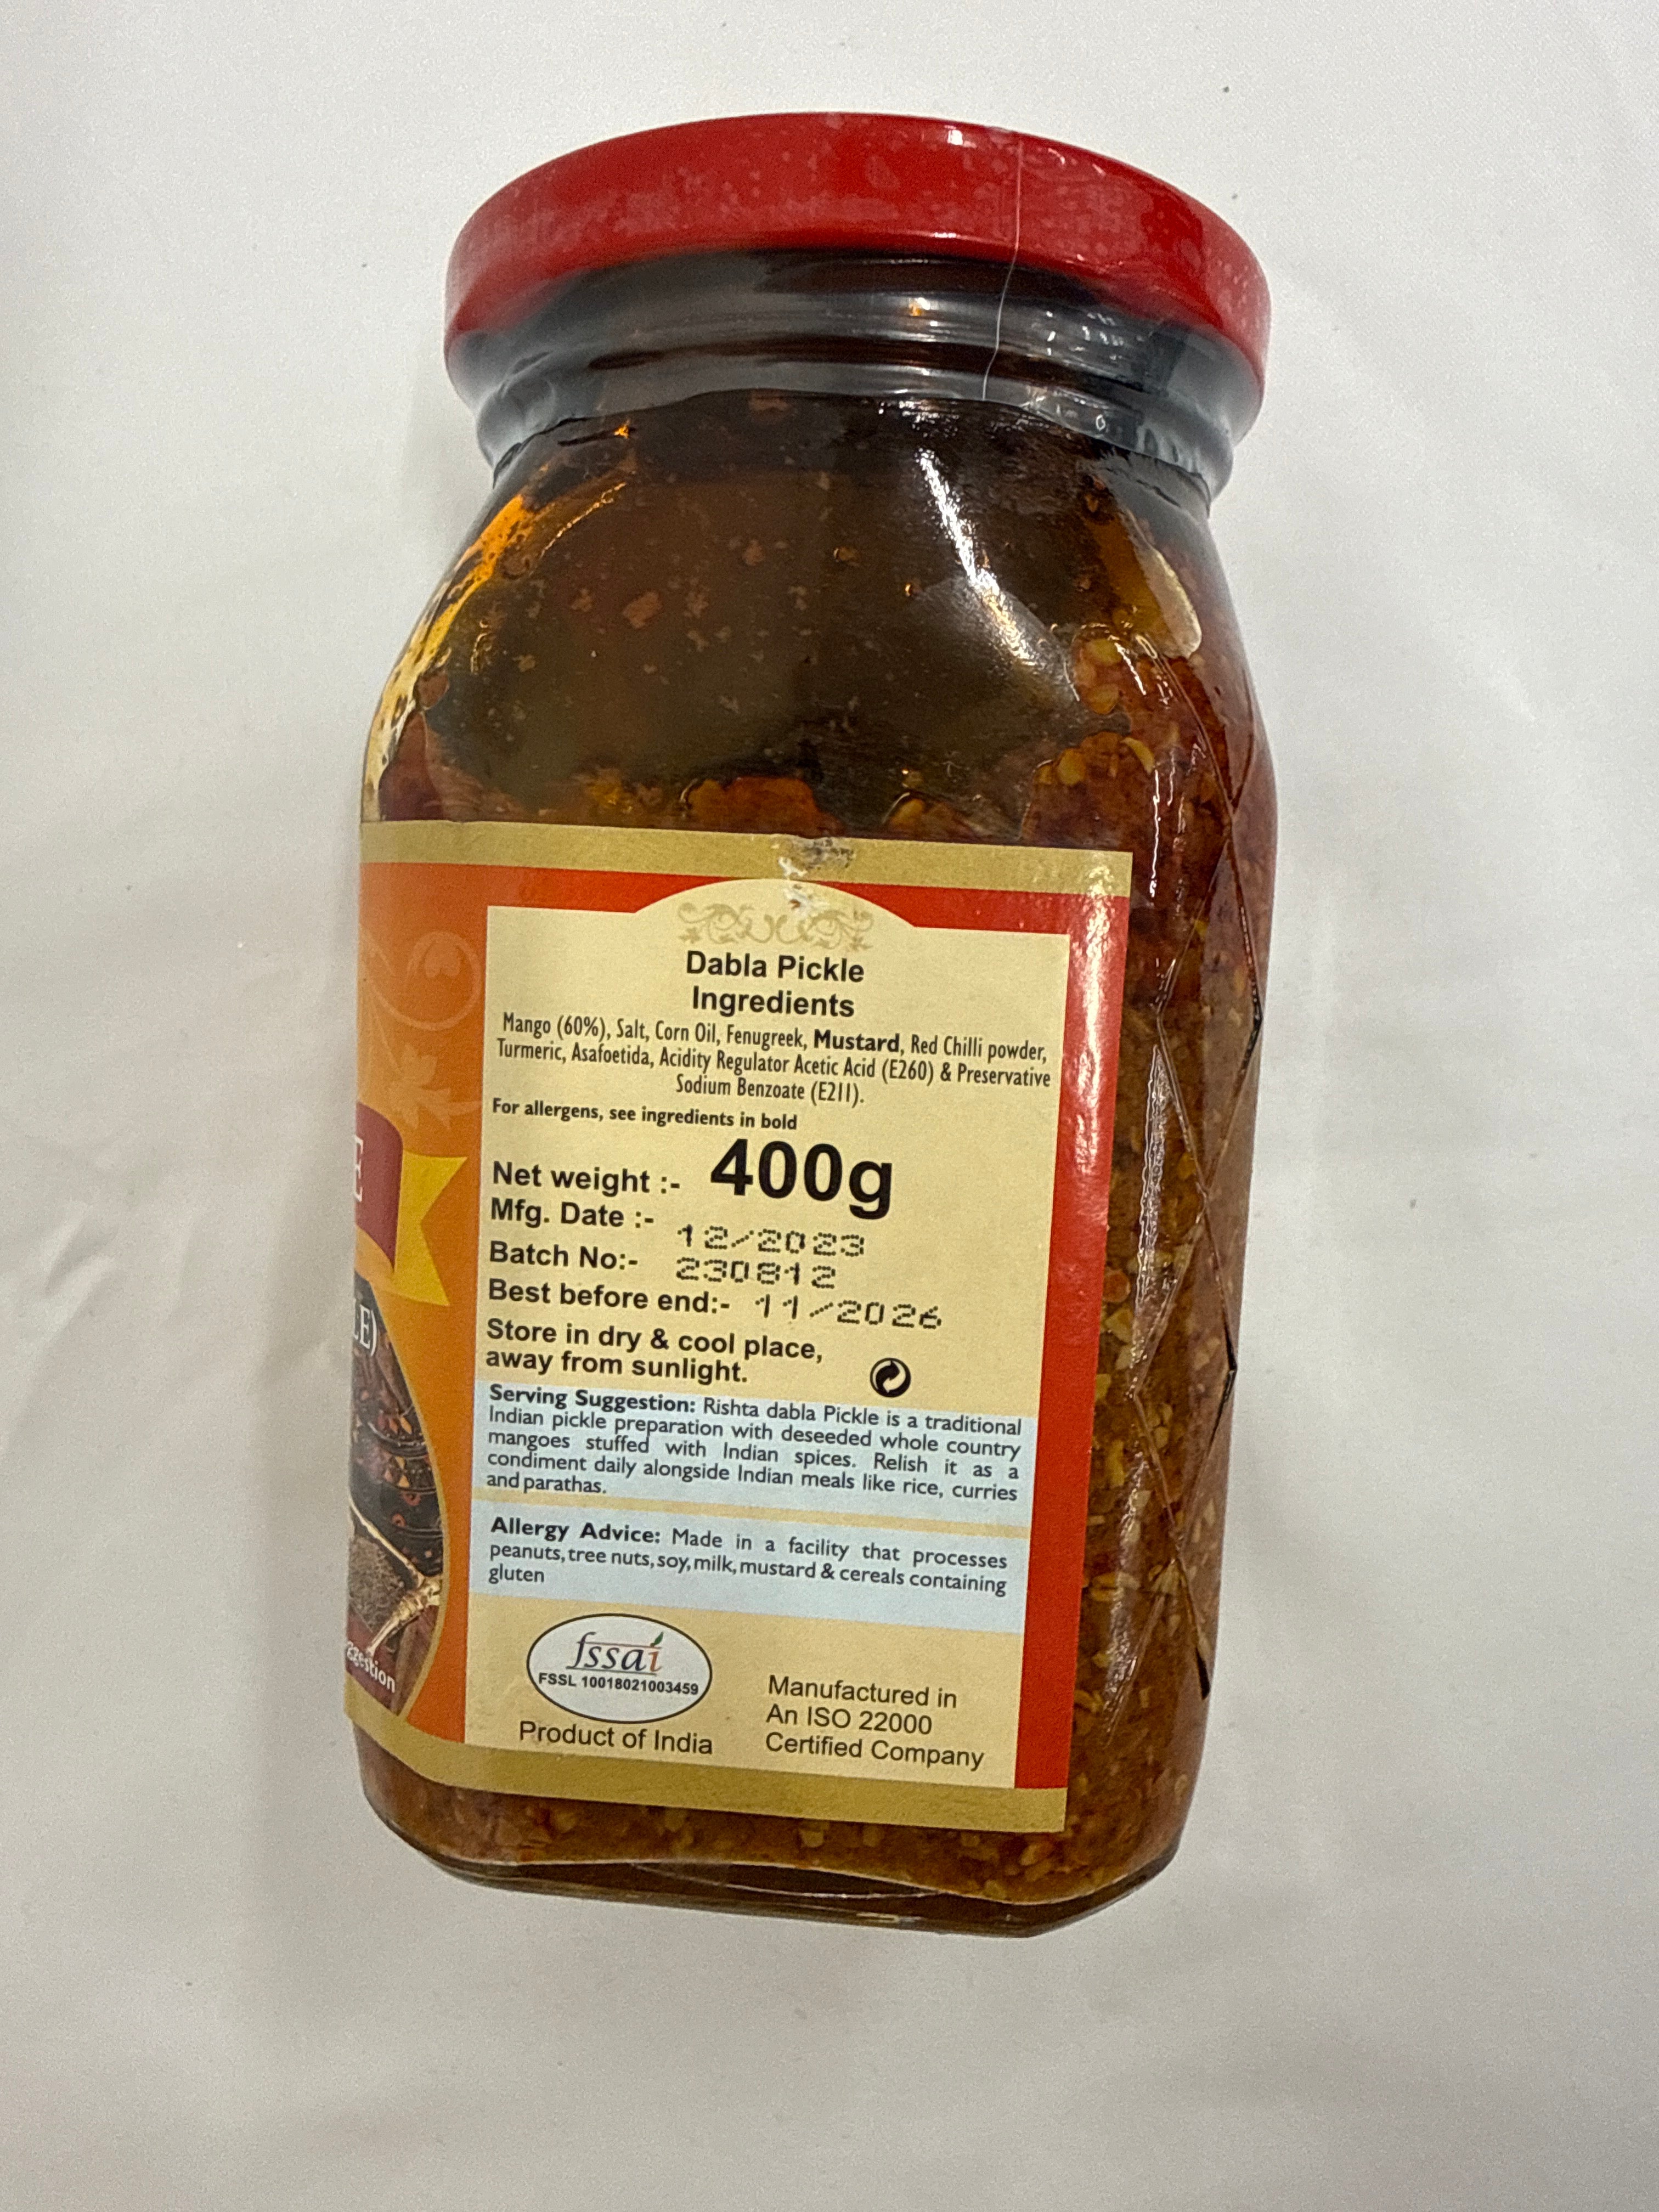 Dabla Pickle
Ingredients
Mango (60%), Salt, Corn Oil, Fenugreek, Mustard, Red Chilli powder,
Turmeric, Asafoetida, Acidity Regulator Acetic Acid (E260) & Preservative
Sodium Benzoate (E211).
For allergens, see ingredients in bold
Net weight :- 400g
Mfg. Date :- 12/2023
Batch No:- 230812
Best before end:- 11/2026
Store in dry & cool place,
away from sunlight.
Serving Suggestion: Rishta dabla Pickle is a traditional
Indian pickle preparation with deseeded whole country
mangoes stuffed with Indian spices. Relish it as a
condiment daily alongside Indian meals like rice, curries
and parathas.
Allergy Advice: Made in a facility that processes
peanuts, tree nuts, soy, milk, mustard & cereals containing
gluten
fssai
FSSL 10018021003459
Product of India
Manufactured in
An ISO 22000
Certified Company